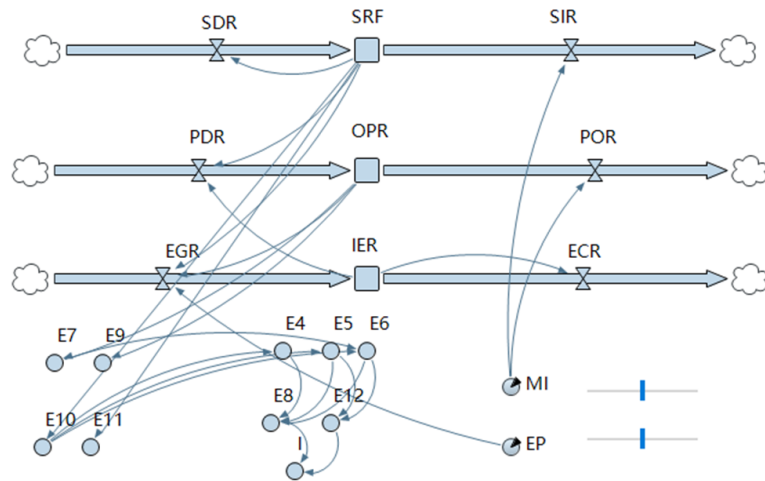 SDR SRF SIR
PDR OPR POR
EGR IER ECR
E7 E9 E4 E5 E6
E8 E12 MI
E10 E11 I EP